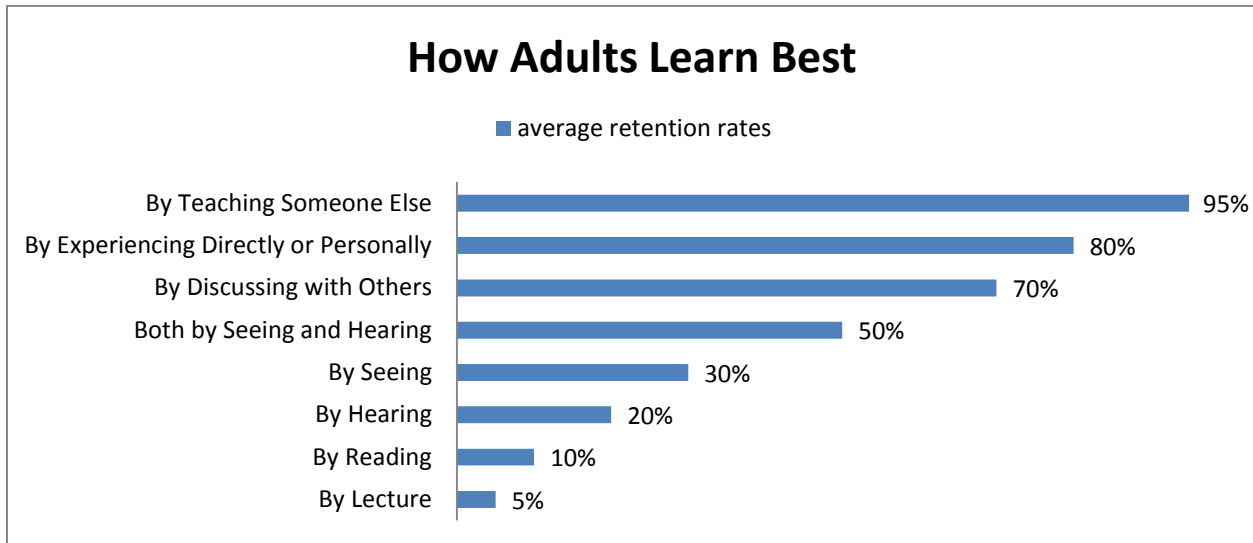 How Adults Learn Best
average retention rates
By Teaching Someone Else 95%
By Experiencing Directly or Personally 80%
By Discussing with Others 70%
Both by Seeing and Hearing 50%
By Seeing 30%
By Hearing 20%
By Reading 10%
By Lecture 5%